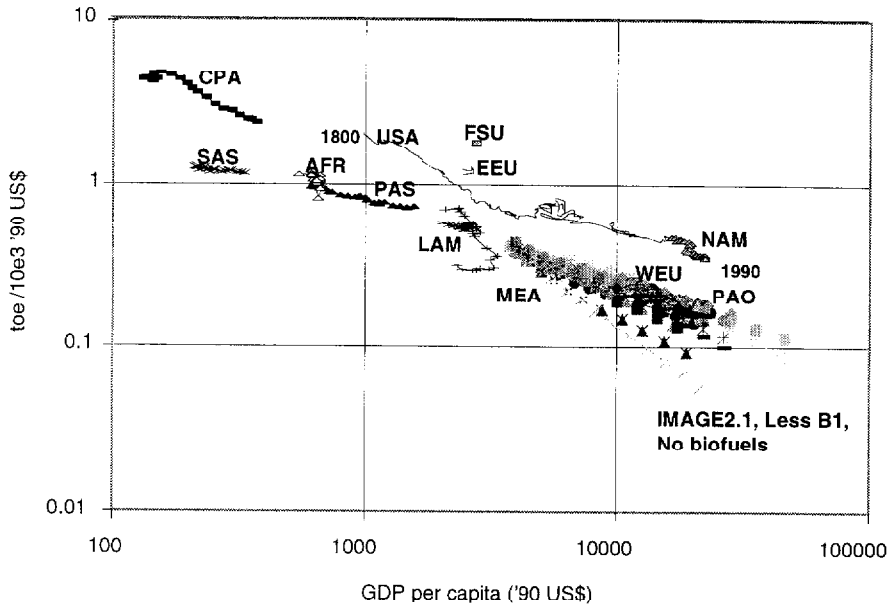 10
CPA
1800
USA
FSU
SAS
AFR
EEU
1
PAS
LAM
NAM
WEU
1990
MEA
PAO
0.1
IMAGE2.1, Less B1,
No biofuels
0.01
100
1000
10000
100000
toe /10e3 '90 US$
GDP per capita ('90 US$)